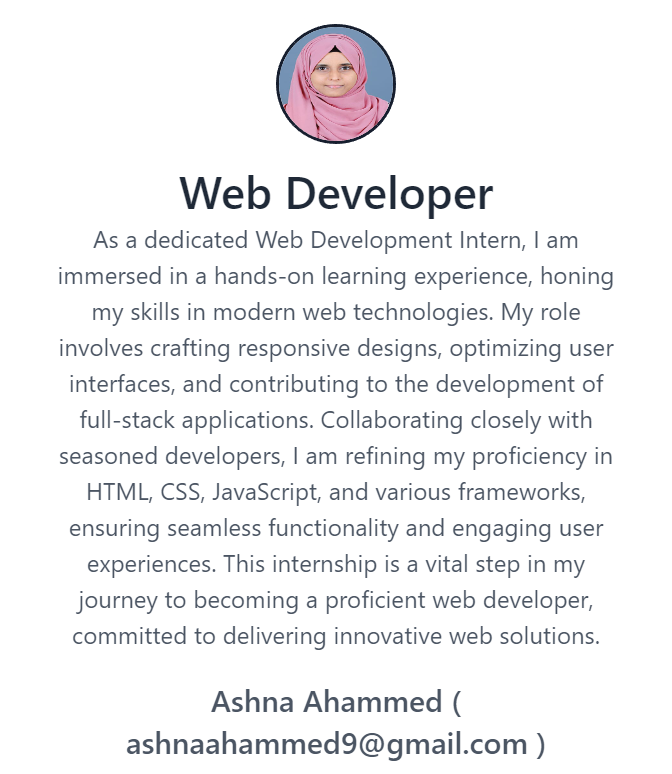 Web Developer
As a dedicated Web Development Intern, I am
immersed in a hands-on learning experience, honing
my skills in modern web technologies. My role
involves crafting responsive designs, optimizing user
interfaces, and contributing to the development of
full-stack applications. Collaborating closely with
seasoned developers, I am refining my proficiency in
HTML, CSS, JavaScript, and various frameworks,
ensuring seamless functionality and engaging user
experiences. This internship is a vital step in my
journey to becoming a proficient web developer,
committed to delivering innovative web solutions.
Ashna Ahammed (
ashnaahammed9@gmail.com )